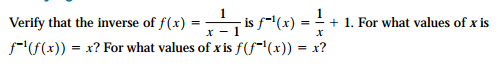 Verify that the inverse of f(x) = 1/(x − 1) is f⁻¹(x) = 1/x + 1. For what values of x is
f⁻¹(f(x)) = x? For what values of x is f(f⁻¹(x)) = x?